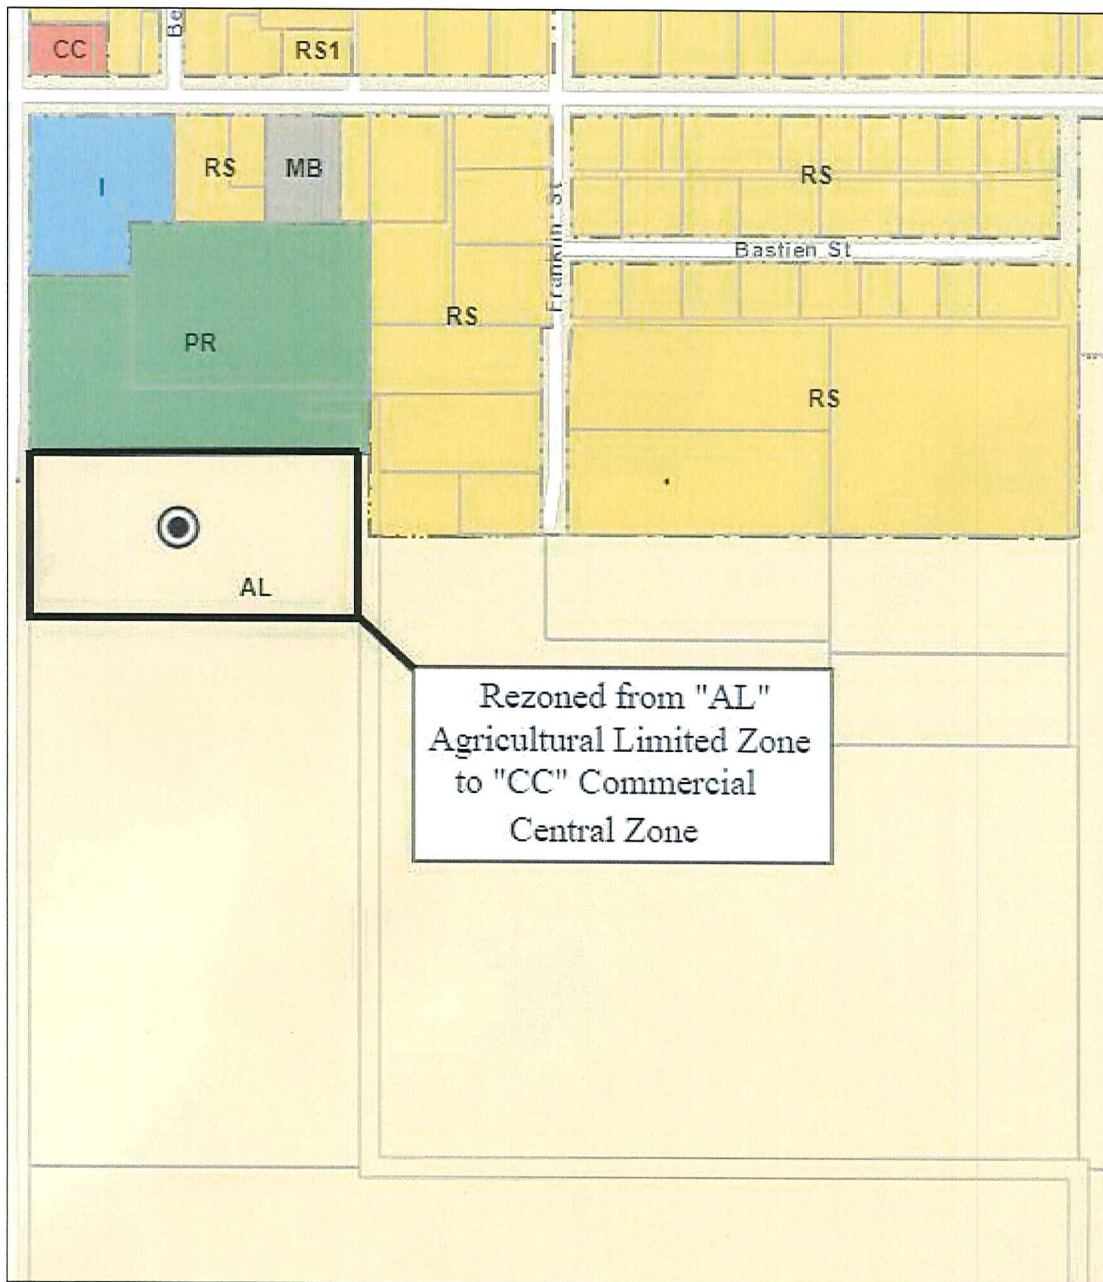 Be
CC
RS1
I
RS
MB
RS
Franklin St
Bastien St
RS
PR
RS
AL
Rezoned from "AL"
Agricultural Limited Zone
to "CC" Commercial
Central Zone